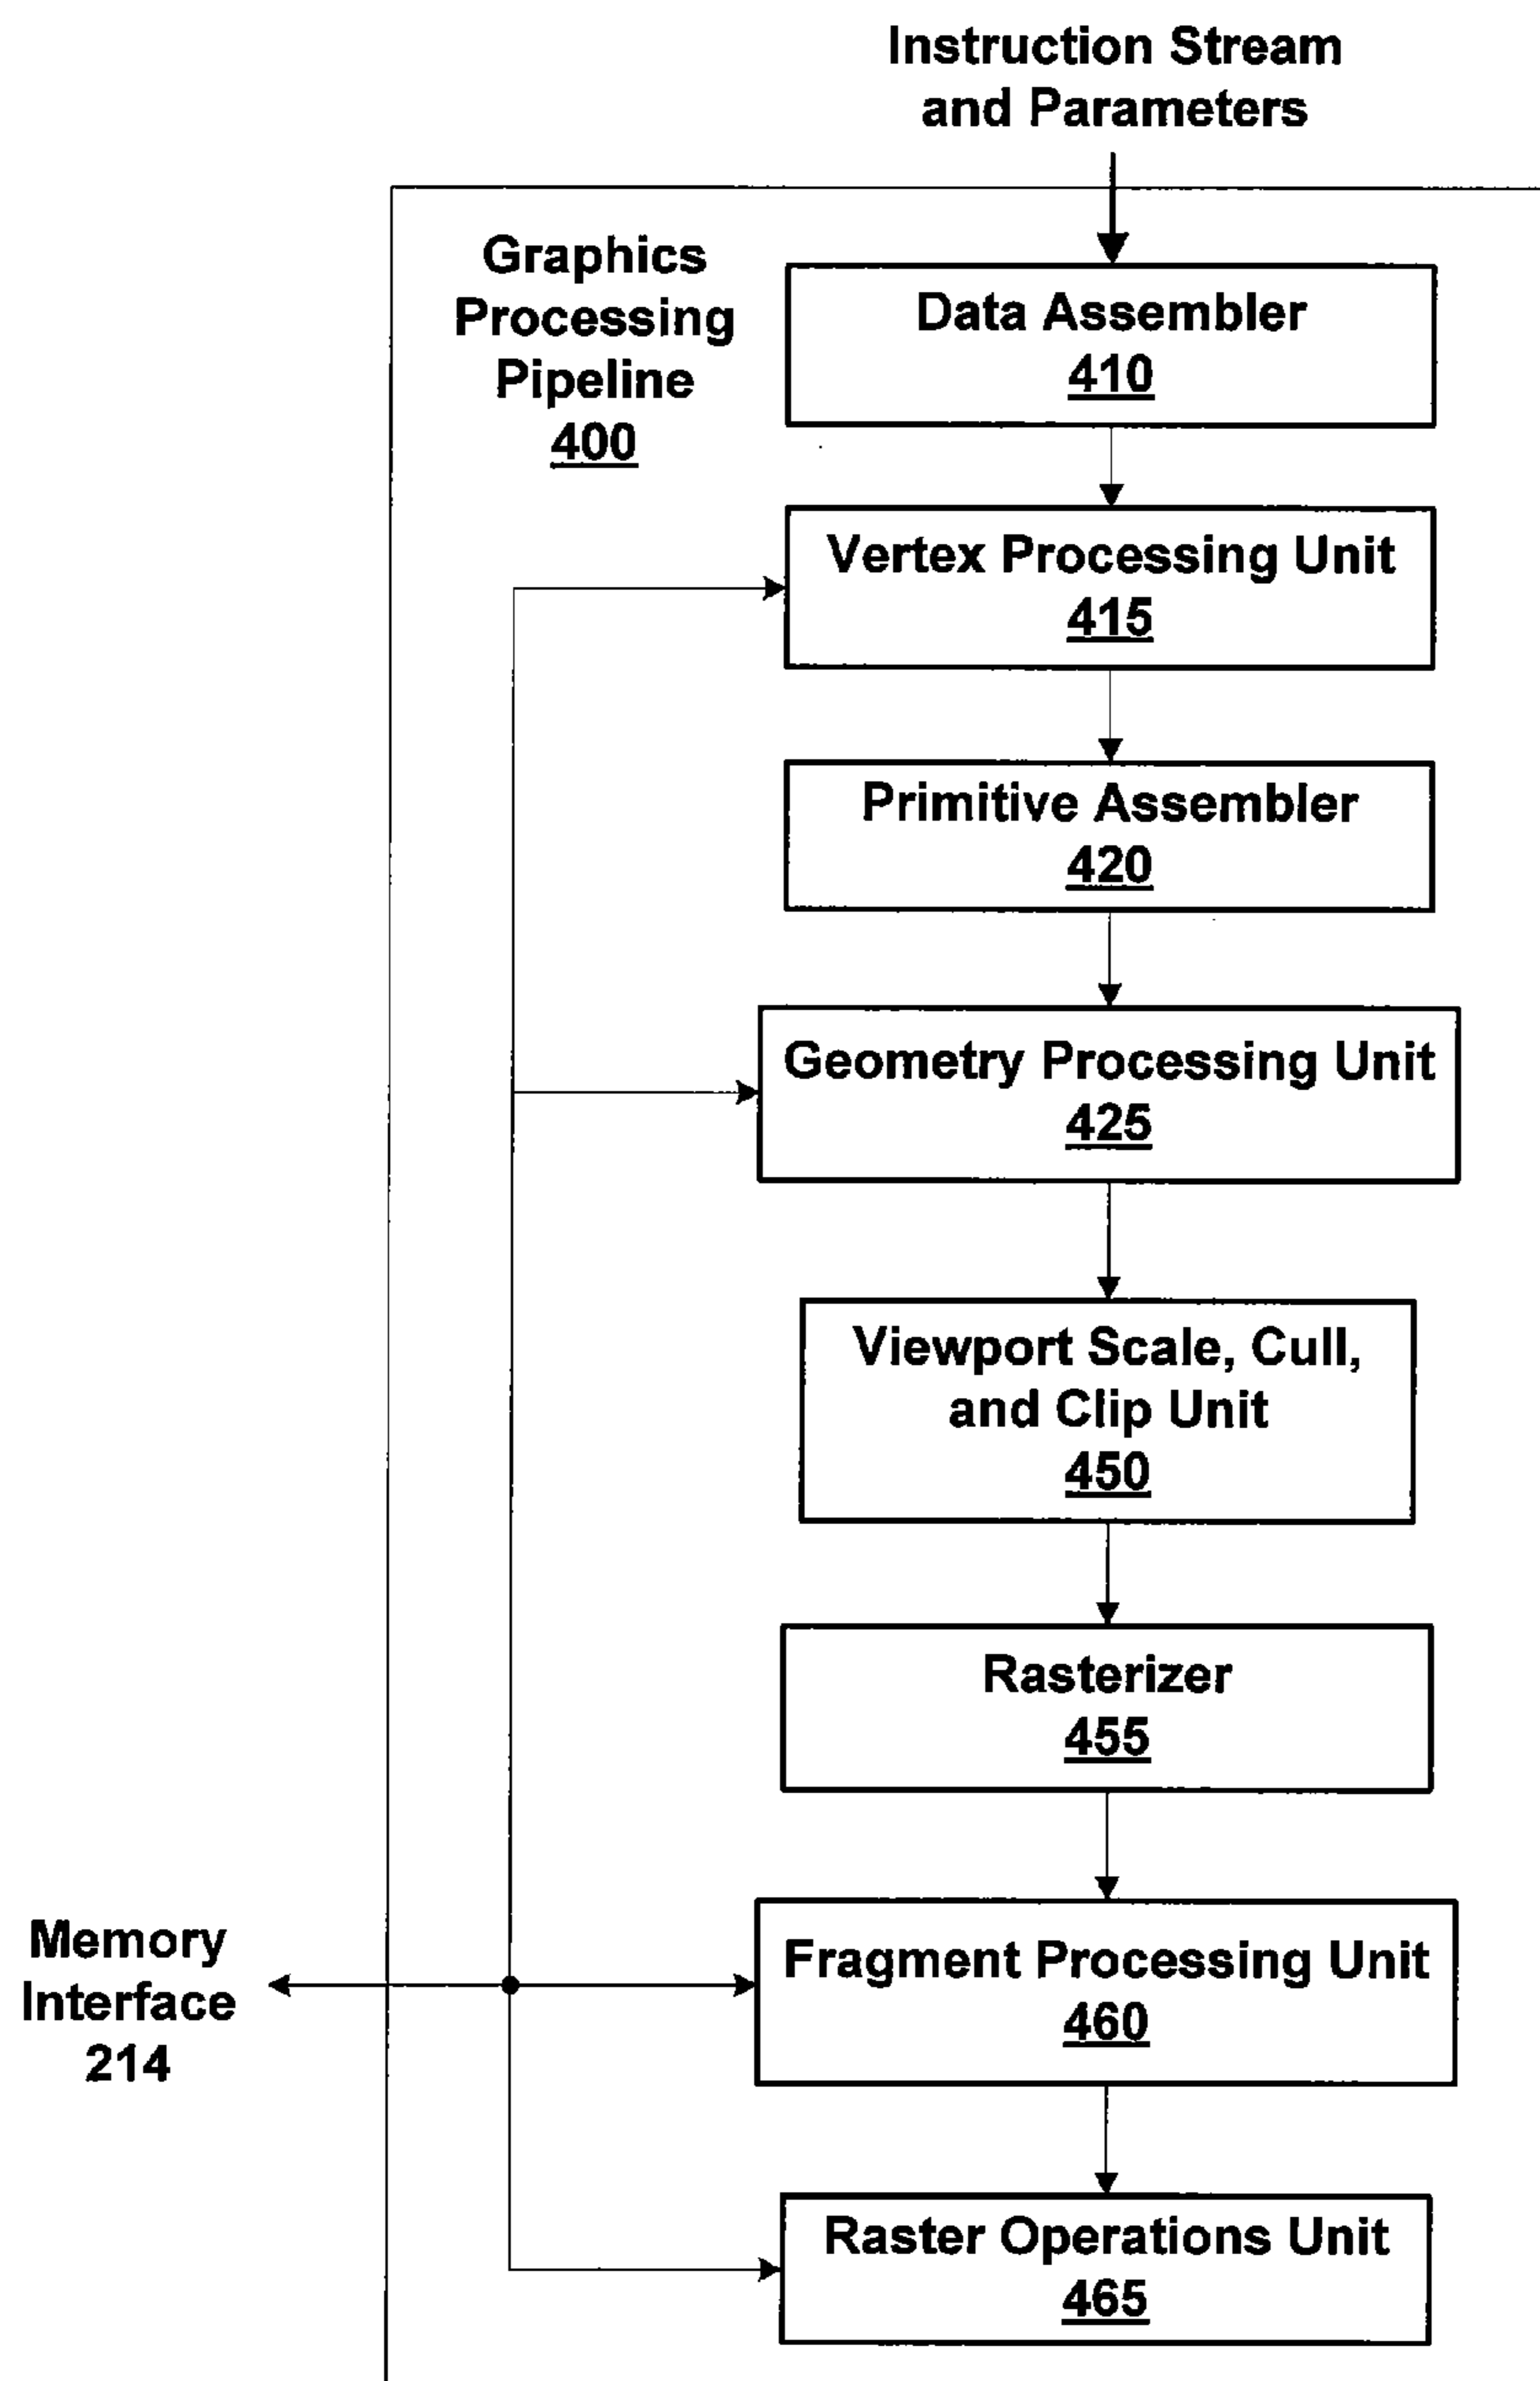 Instruction Stream
and Parameters
Graphics
Processing
Pipeline
400
Data Assembler
410
Vertex Processing Unit
415
Primitive Assembler
420
Geometry Processing Unit
425
Viewport Scale, Cull,
and Clip Unit
450
Rasterizer
455
Memory
Interface
214
Fragment Processing Unit
460
Raster Operations Unit
465